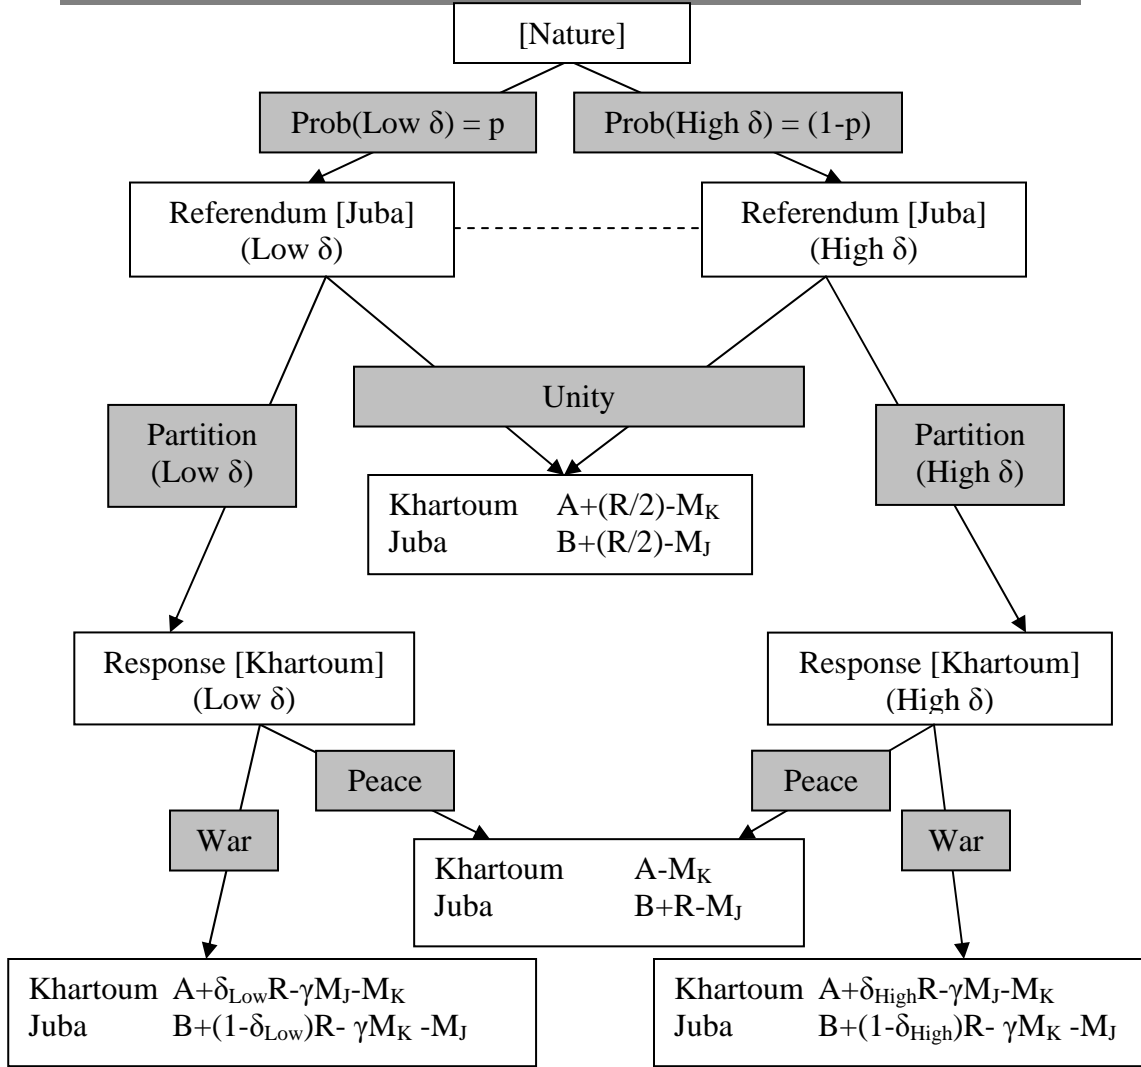 [Nature]
Prob(Low δ) = p
Prob(High δ) = (1-p)
Referendum [Juba]
(Low δ)
Referendum [Juba]
(High δ)
Unity
Partition
(Low δ)
Partition
(High δ)
Khartoum A+(R/2)-M_K
Juba B+(R/2)-M_J
Response [Khartoum]
(Low δ)
Response [Khartoum]
(High δ)
Peace
Peace
War
War
Khartoum A-M_K
Juba B+R-M_J
Khartoum A+δ_LowR-γM_J-M_K
Juba B+(1-δ_Low)R- γM_K -M_J
Khartoum A+δ_HighR-γM_J-M_K
Juba B+(1-δ_High)R- γM_K -M_J